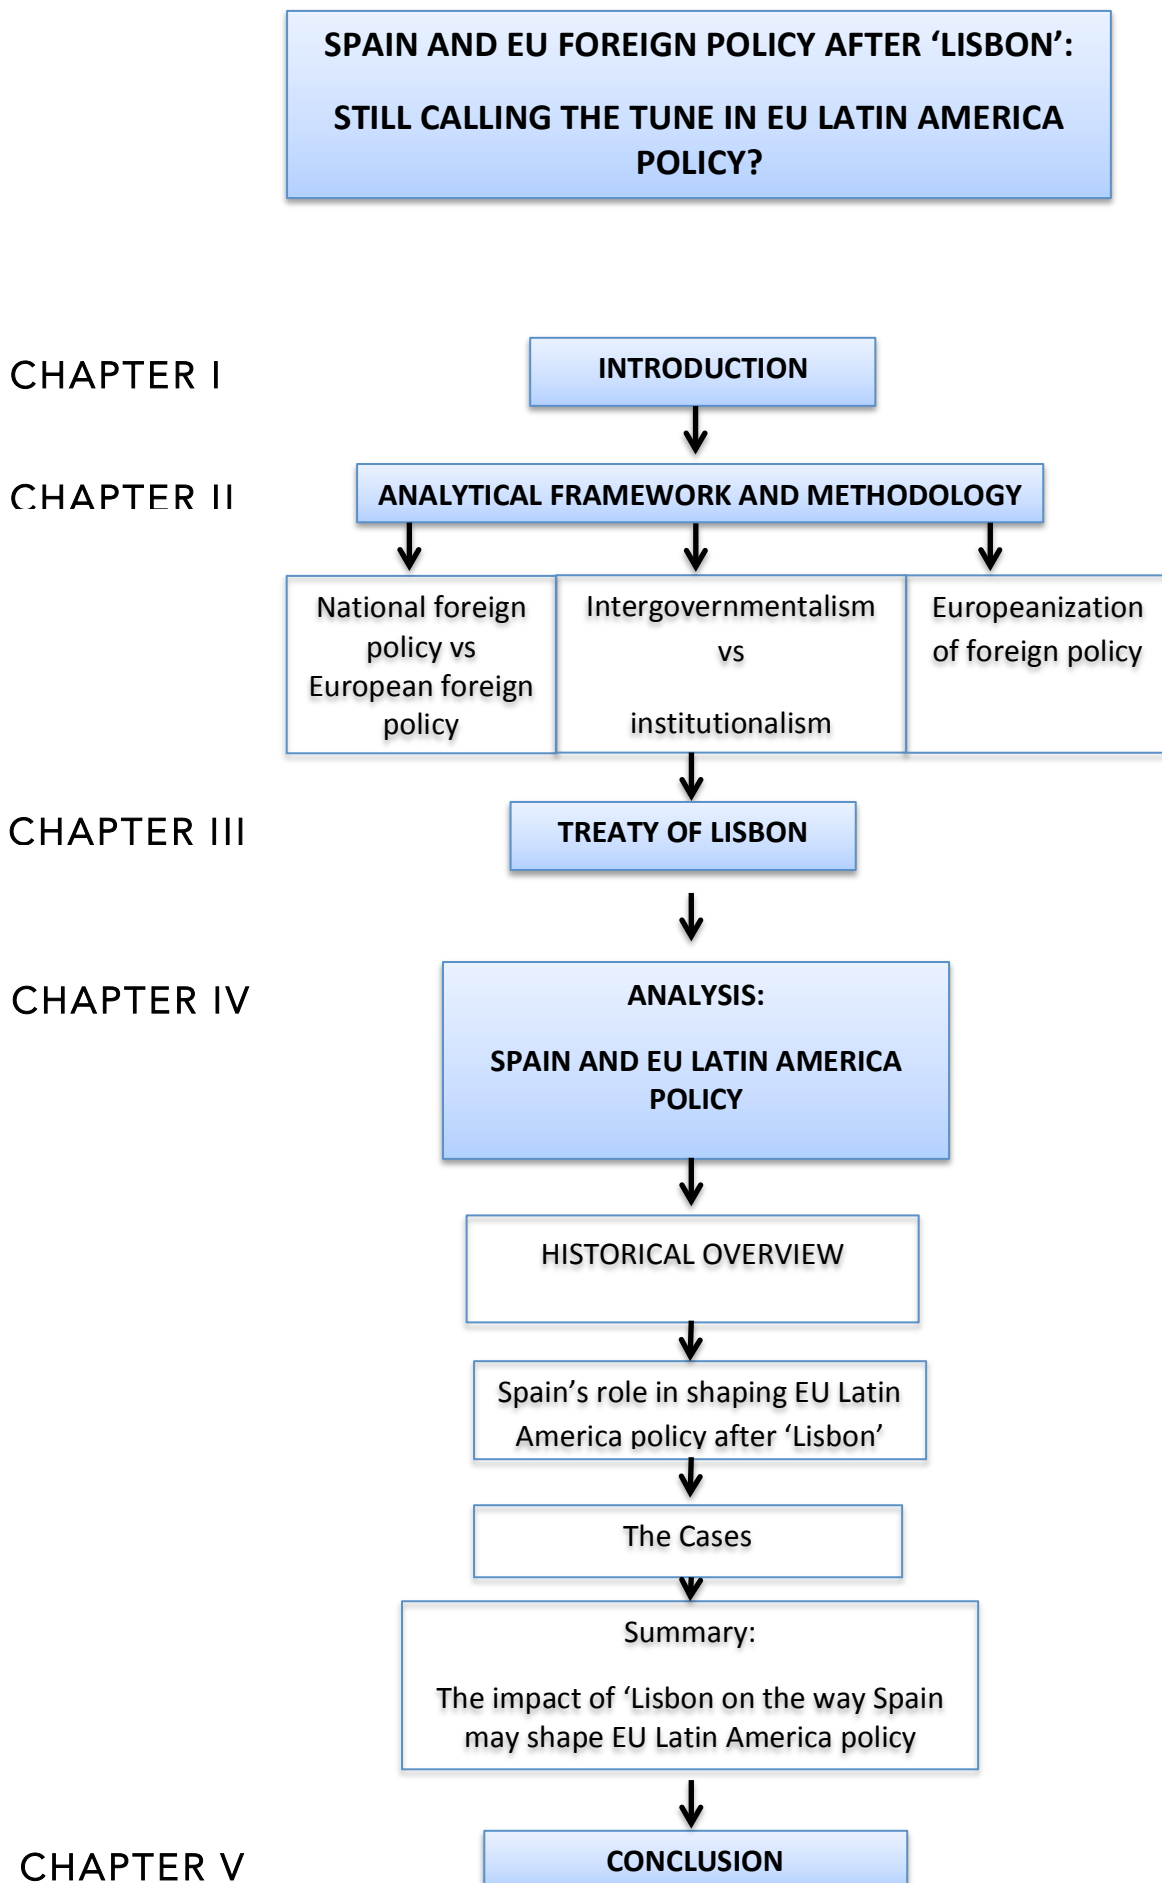 SPAIN AND EU FOREIGN POLICY AFTER ‘LISBON’:
STILL CALLING THE TUNE IN EU LATIN AMERICA
POLICY?
CHAPTER I
INTRODUCTION
CHAPTER II
ANALYTICAL FRAMEWORK AND METHODOLOGY
National foreign
policy vs
European foreign
policy
Intergovernmentalism
vs
institutionalism
Europeanization
of foreign policy
CHAPTER III
TREATY OF LISBON
CHAPTER IV
ANALYSIS:
SPAIN AND EU LATIN AMERICA
POLICY
HISTORICAL OVERVIEW
Spain’s role in shaping EU Latin
America policy after ‘Lisbon’
The Cases
Summary:
The impact of ‘Lisbon on the way Spain
may shape EU Latin America policy
CHAPTER V
CONCLUSION